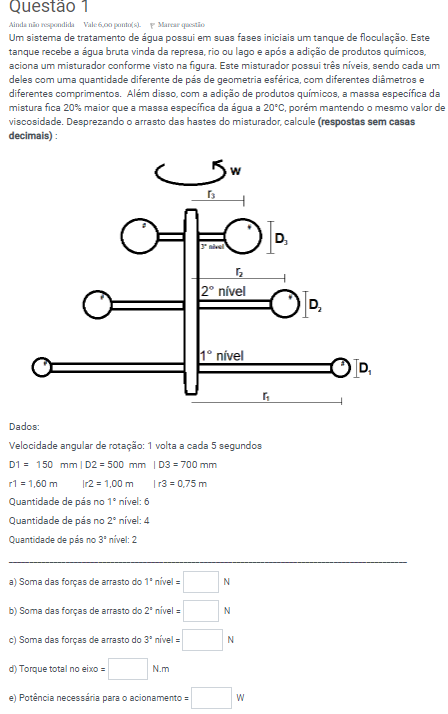 Questão 1
Ainda não respondida Vale 6,00 ponto(s). Marcar questão
Um sistema de tratamento de água possui em suas fases iniciais um tanque de floculação. Este
tanque recebe a água bruta vinda da represa, rio ou lago e após a adição de produtos químicos,
aciona um misturador conforme visto na figura. Este misturador possui três níveis, sendo cada um
deles com uma quantidade diferente de pás de geometria esférica, com diferentes diâmetros e
diferentes comprimentos. Além disso, com a adição de produtos químicos, a massa específica da
mistura fica 20% maior que a massa específica da água a 20°C, porém mantendo o mesmo valor de
viscosidade. Desprezando o arrasto das hastes do misturador, calcule (respostas sem casas
decimais) :
w
r3
3° nível
D3
r2
2° nível
D2
1° nível
D1
r1
Dados:
Velocidade angular de rotação: 1 volta a cada 5 segundos
D1 = 150 mm | D2 = 500 mm | D3 = 700 mm
r1 = 1,60 m |r2 = 1,00 m | r3 = 0,75 m
Quantidade de pás no 1° nível: 6
Quantidade de pás no 2° nível: 4
Quantidade de pás no 3° nível: 2
a) Soma das forças de arrasto do 1° nível = N
b) Soma das forças de arrasto do 2° nível = N
c) Soma das forças de arrasto do 3° nível = N
d) Torque total no eixo = N.m
e) Potência necessária para o acionamento = W